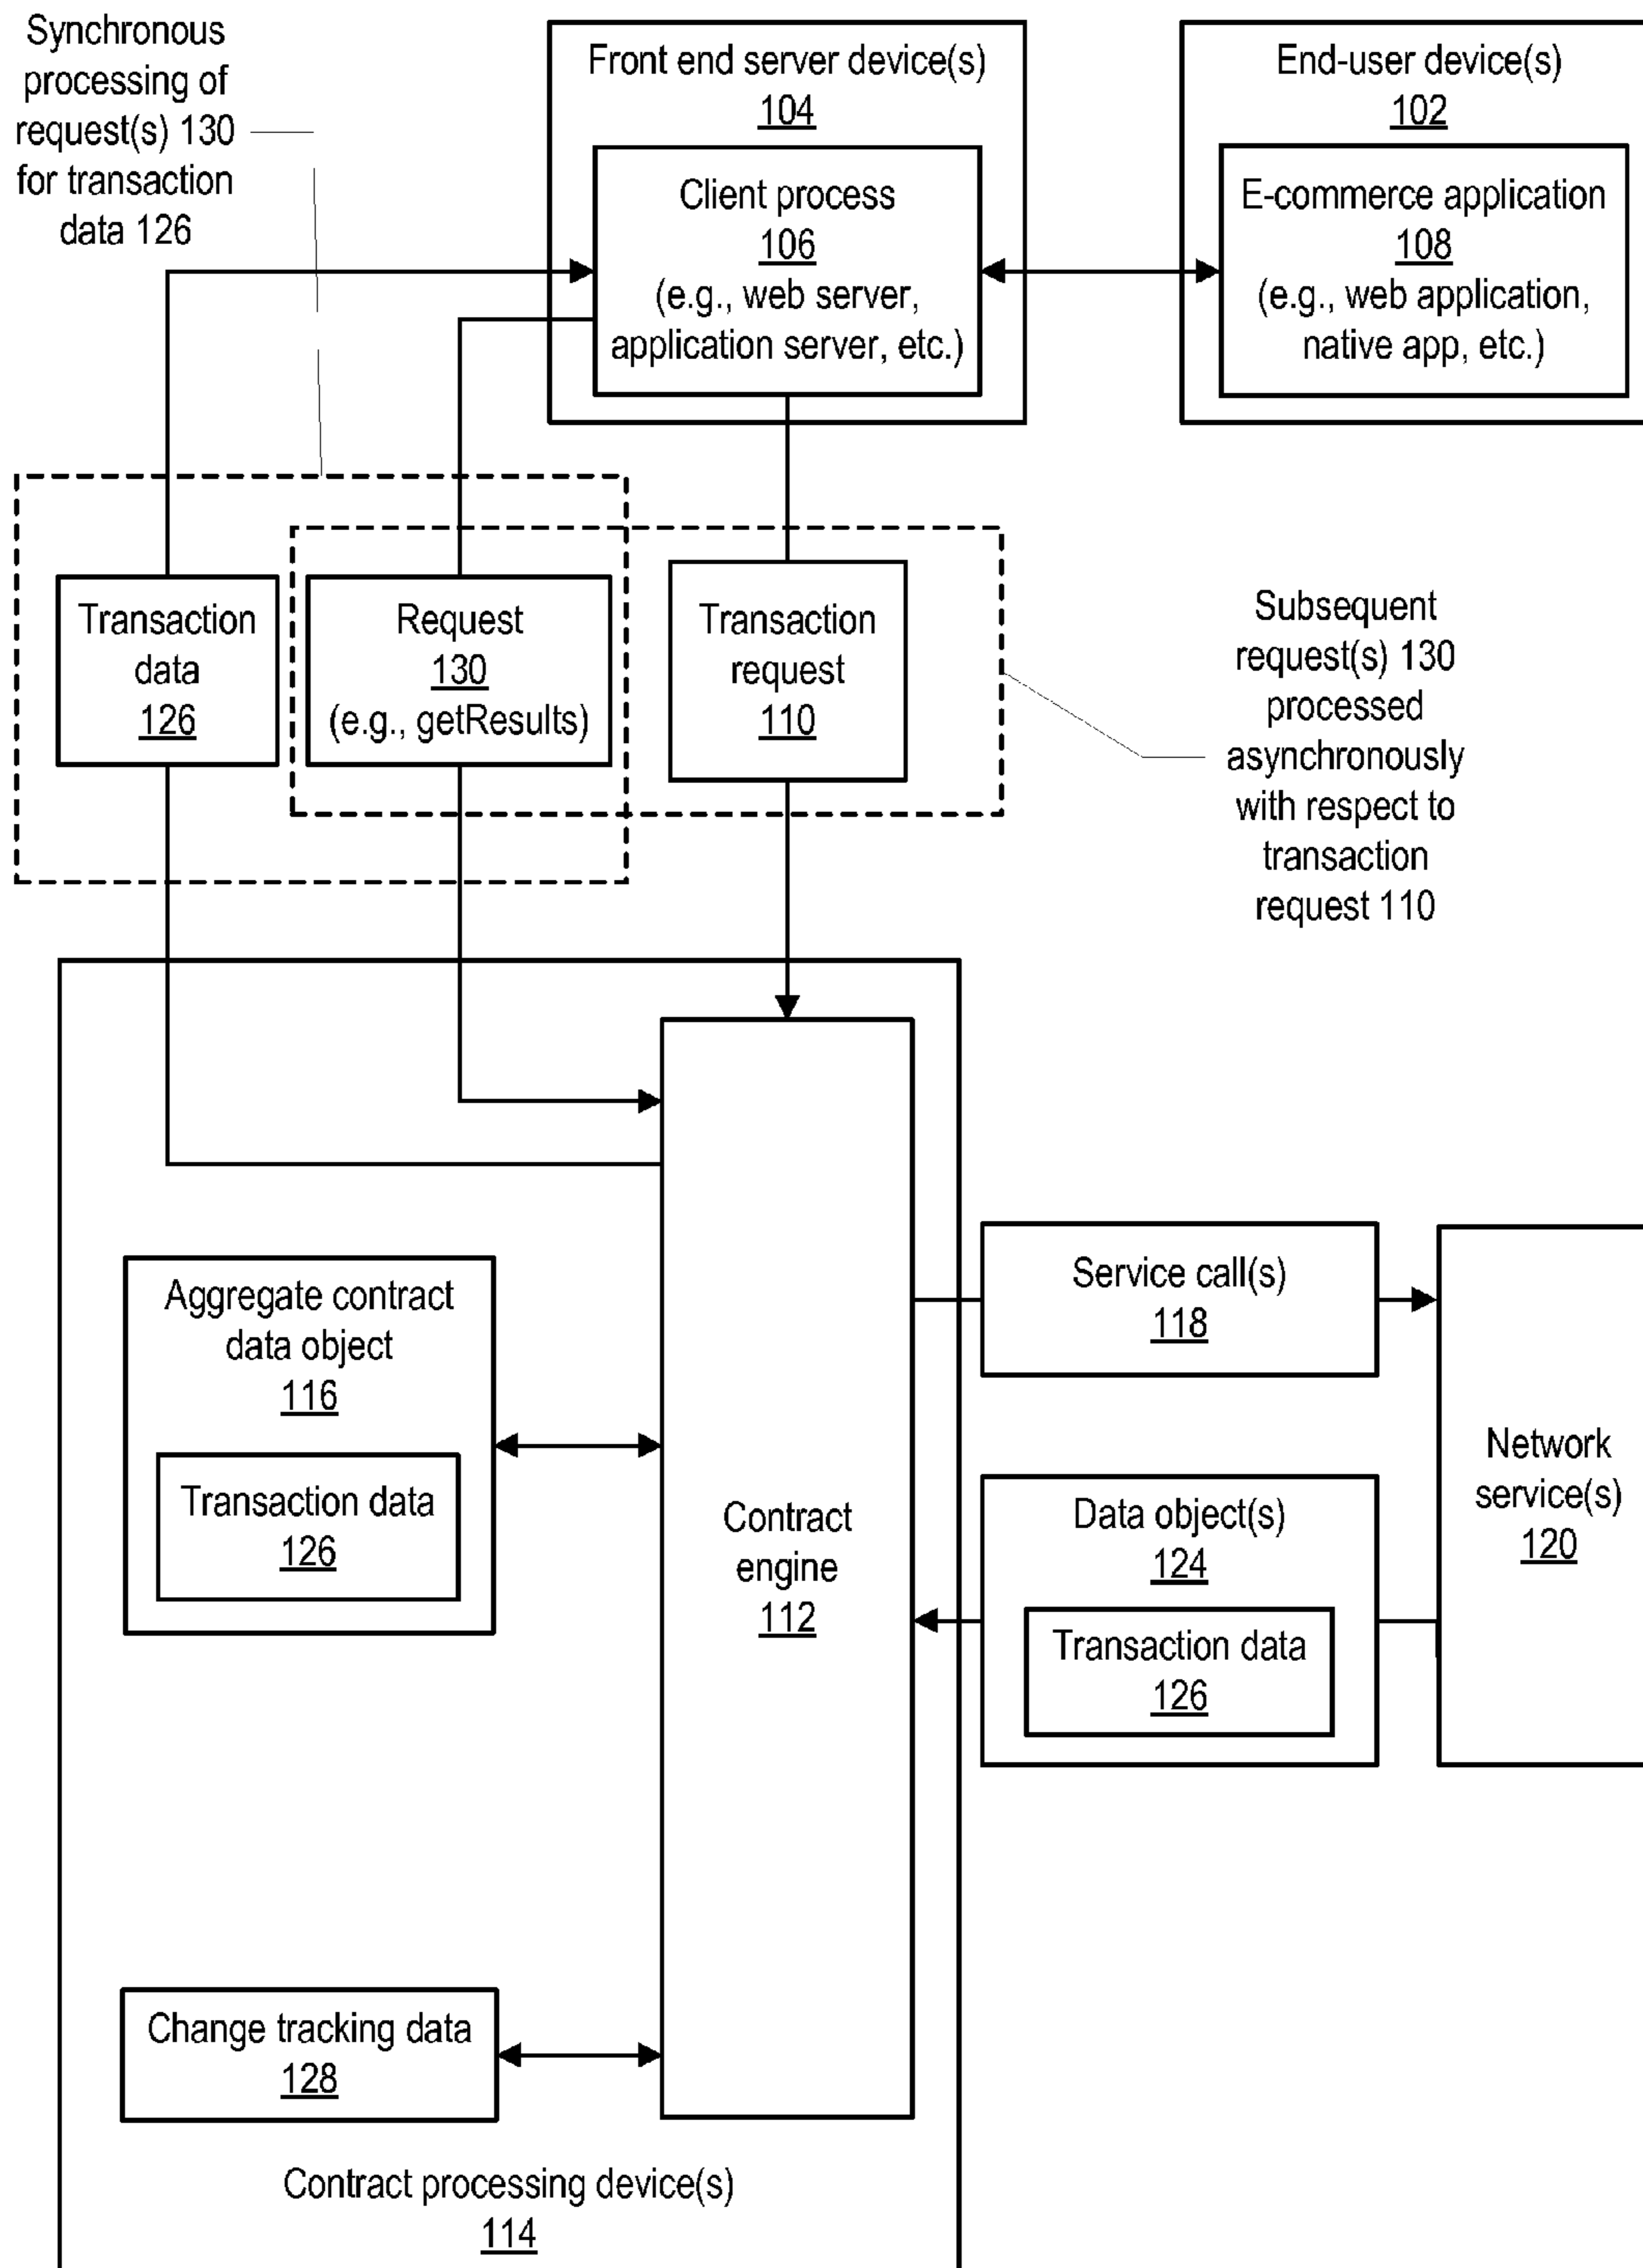 Synchronous
processing of
request(s) 130
for transaction
data 126
Front end server device(s)
104
Client process
106
(e.g., web server,
application server, etc.)
End-user device(s)
102
E-commerce application
108
(e.g., web application,
native app, etc.)
Transaction
data
126
Request
130
(e.g., getResults)
Transaction
request
110
Subsequent
request(s) 130
processed
asynchronously
with respect to
transaction
request 110
Aggregate contract
data object
116
Transaction data
126
Contract
engine
112
Service call(s)
118
Data object(s)
124
Transaction data
126
Network
service(s)
120
Change tracking data
128
Contract processing device(s)
114